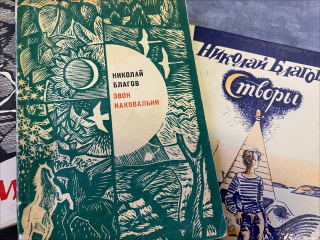 НИКОЛАЙ
БЛАГОВ
ЗВОН
НАКОВАЛЬНИ
Николай Благов
Створы